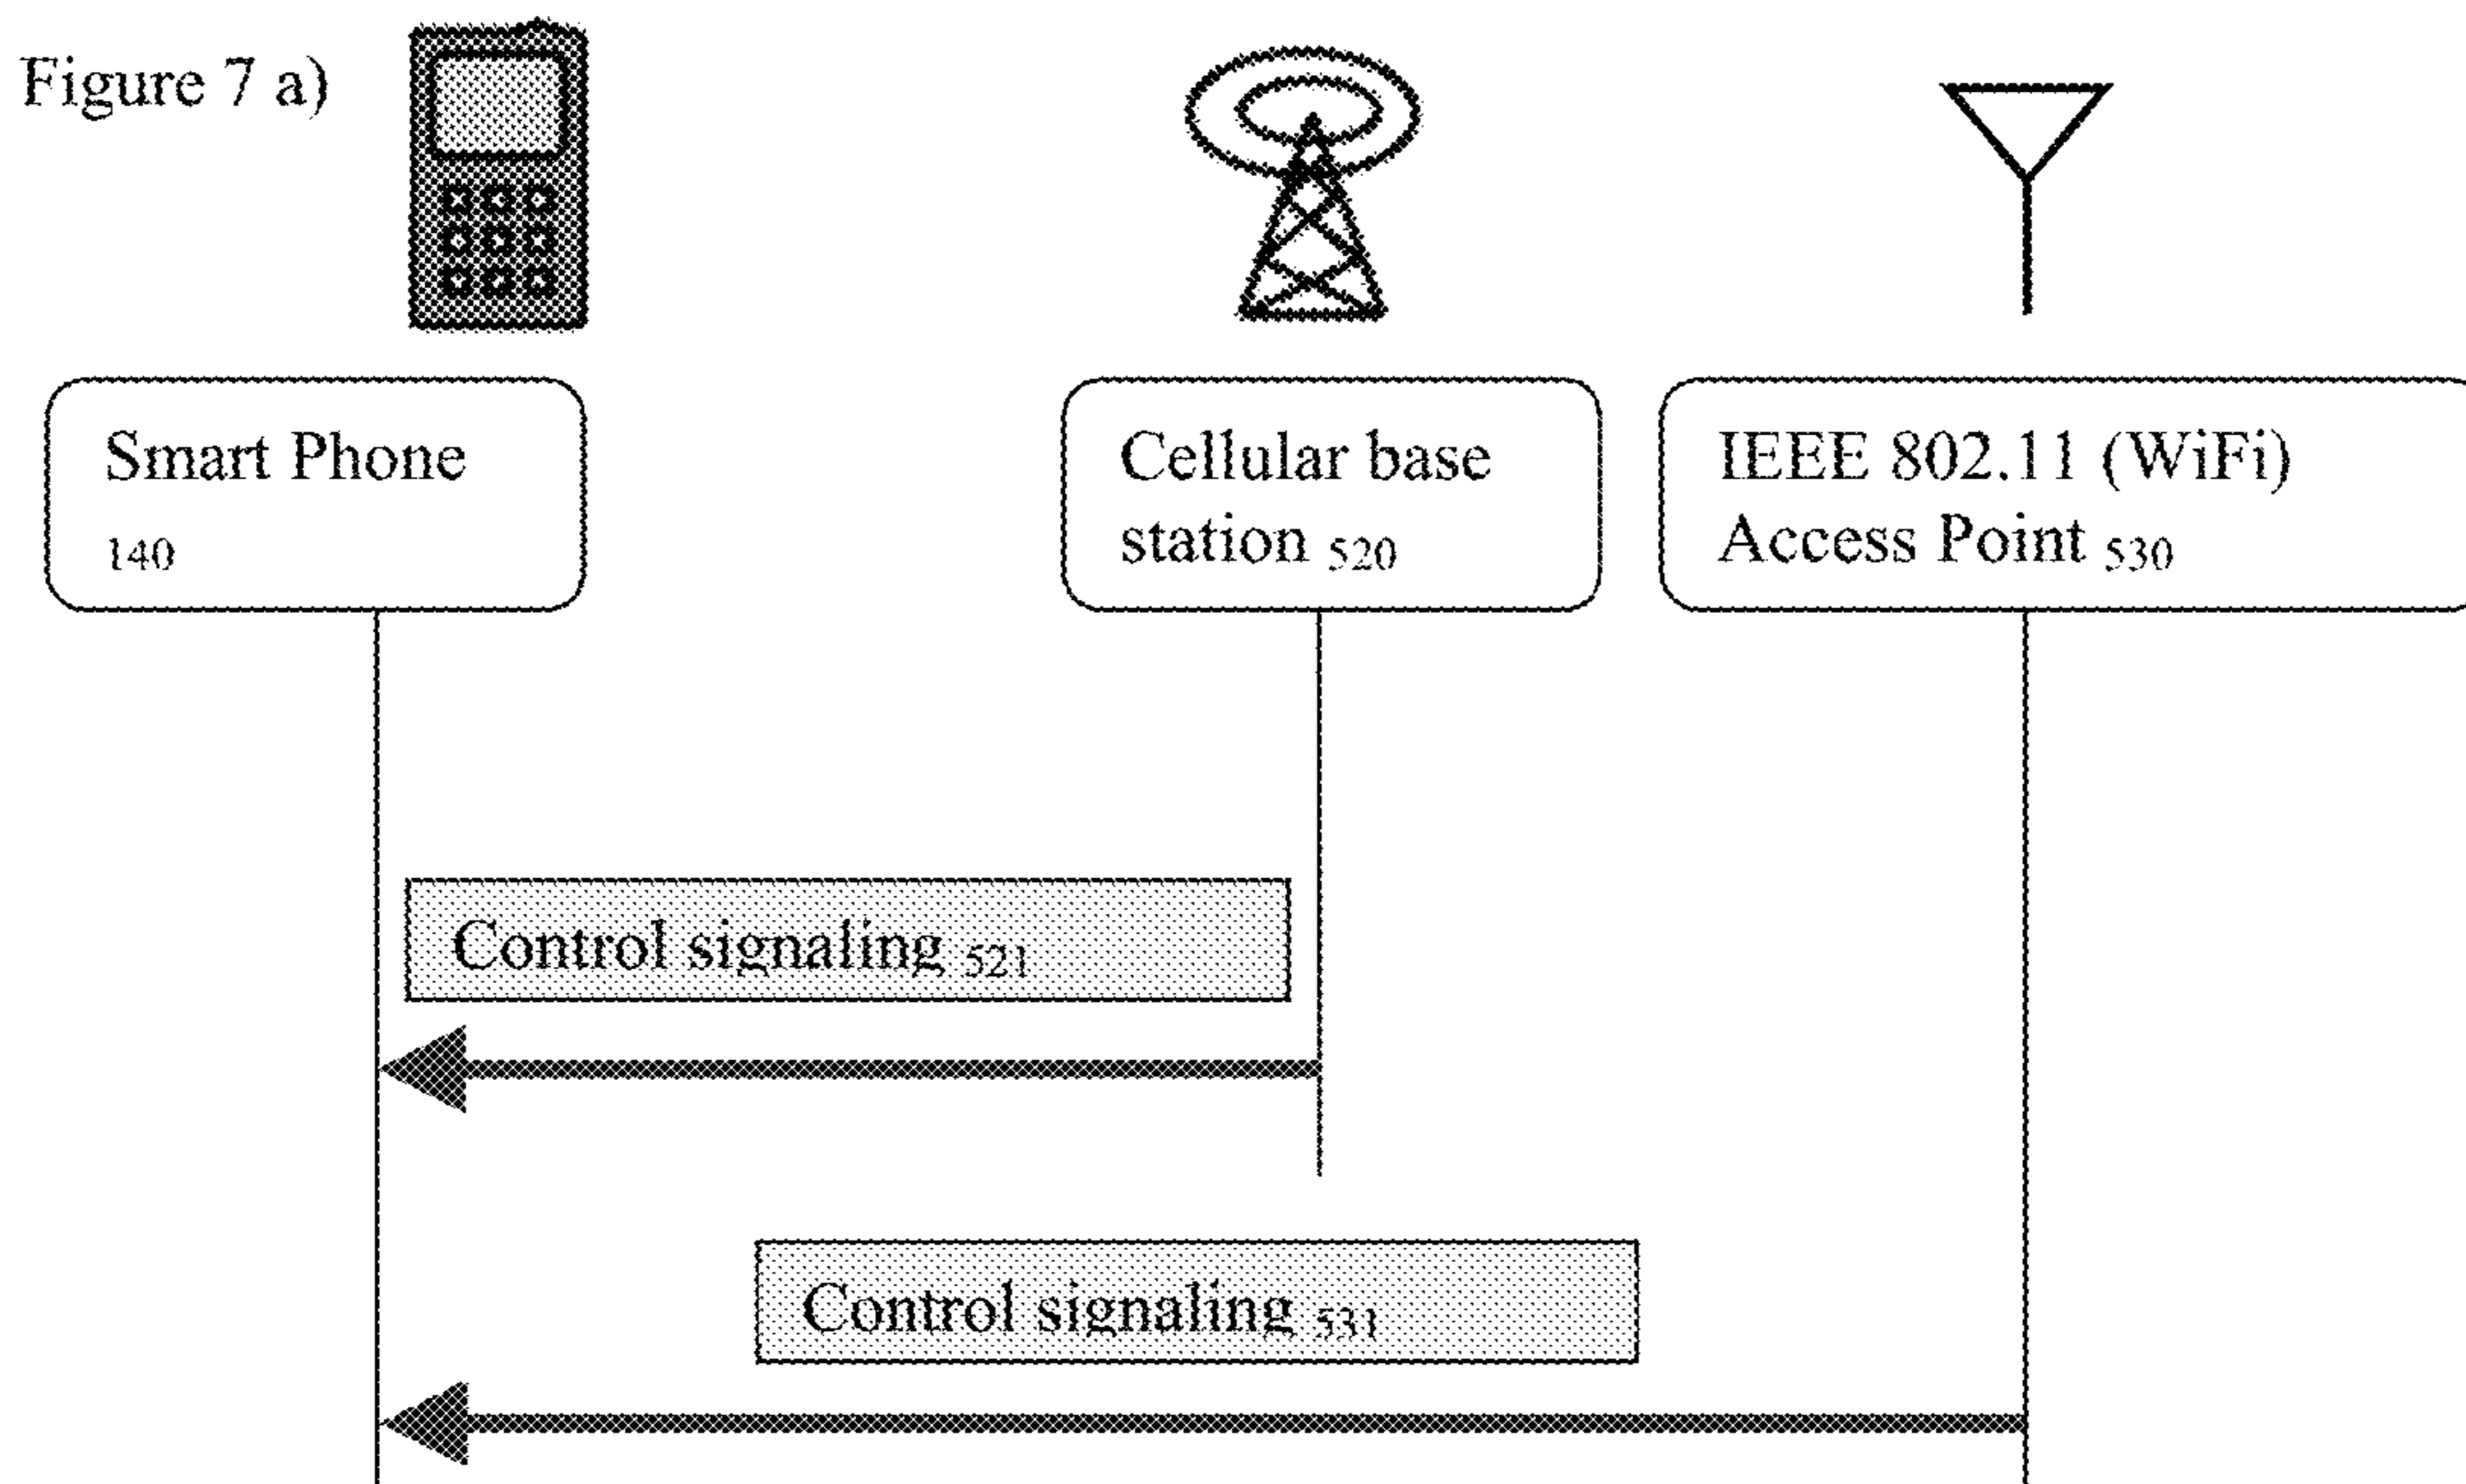 Figure 7 a)
Smart Phone
140
Cellular base
station 520
IEEE 802.11 (WiFi)
Access Point 530
Control signaling 521
Control signaling 531